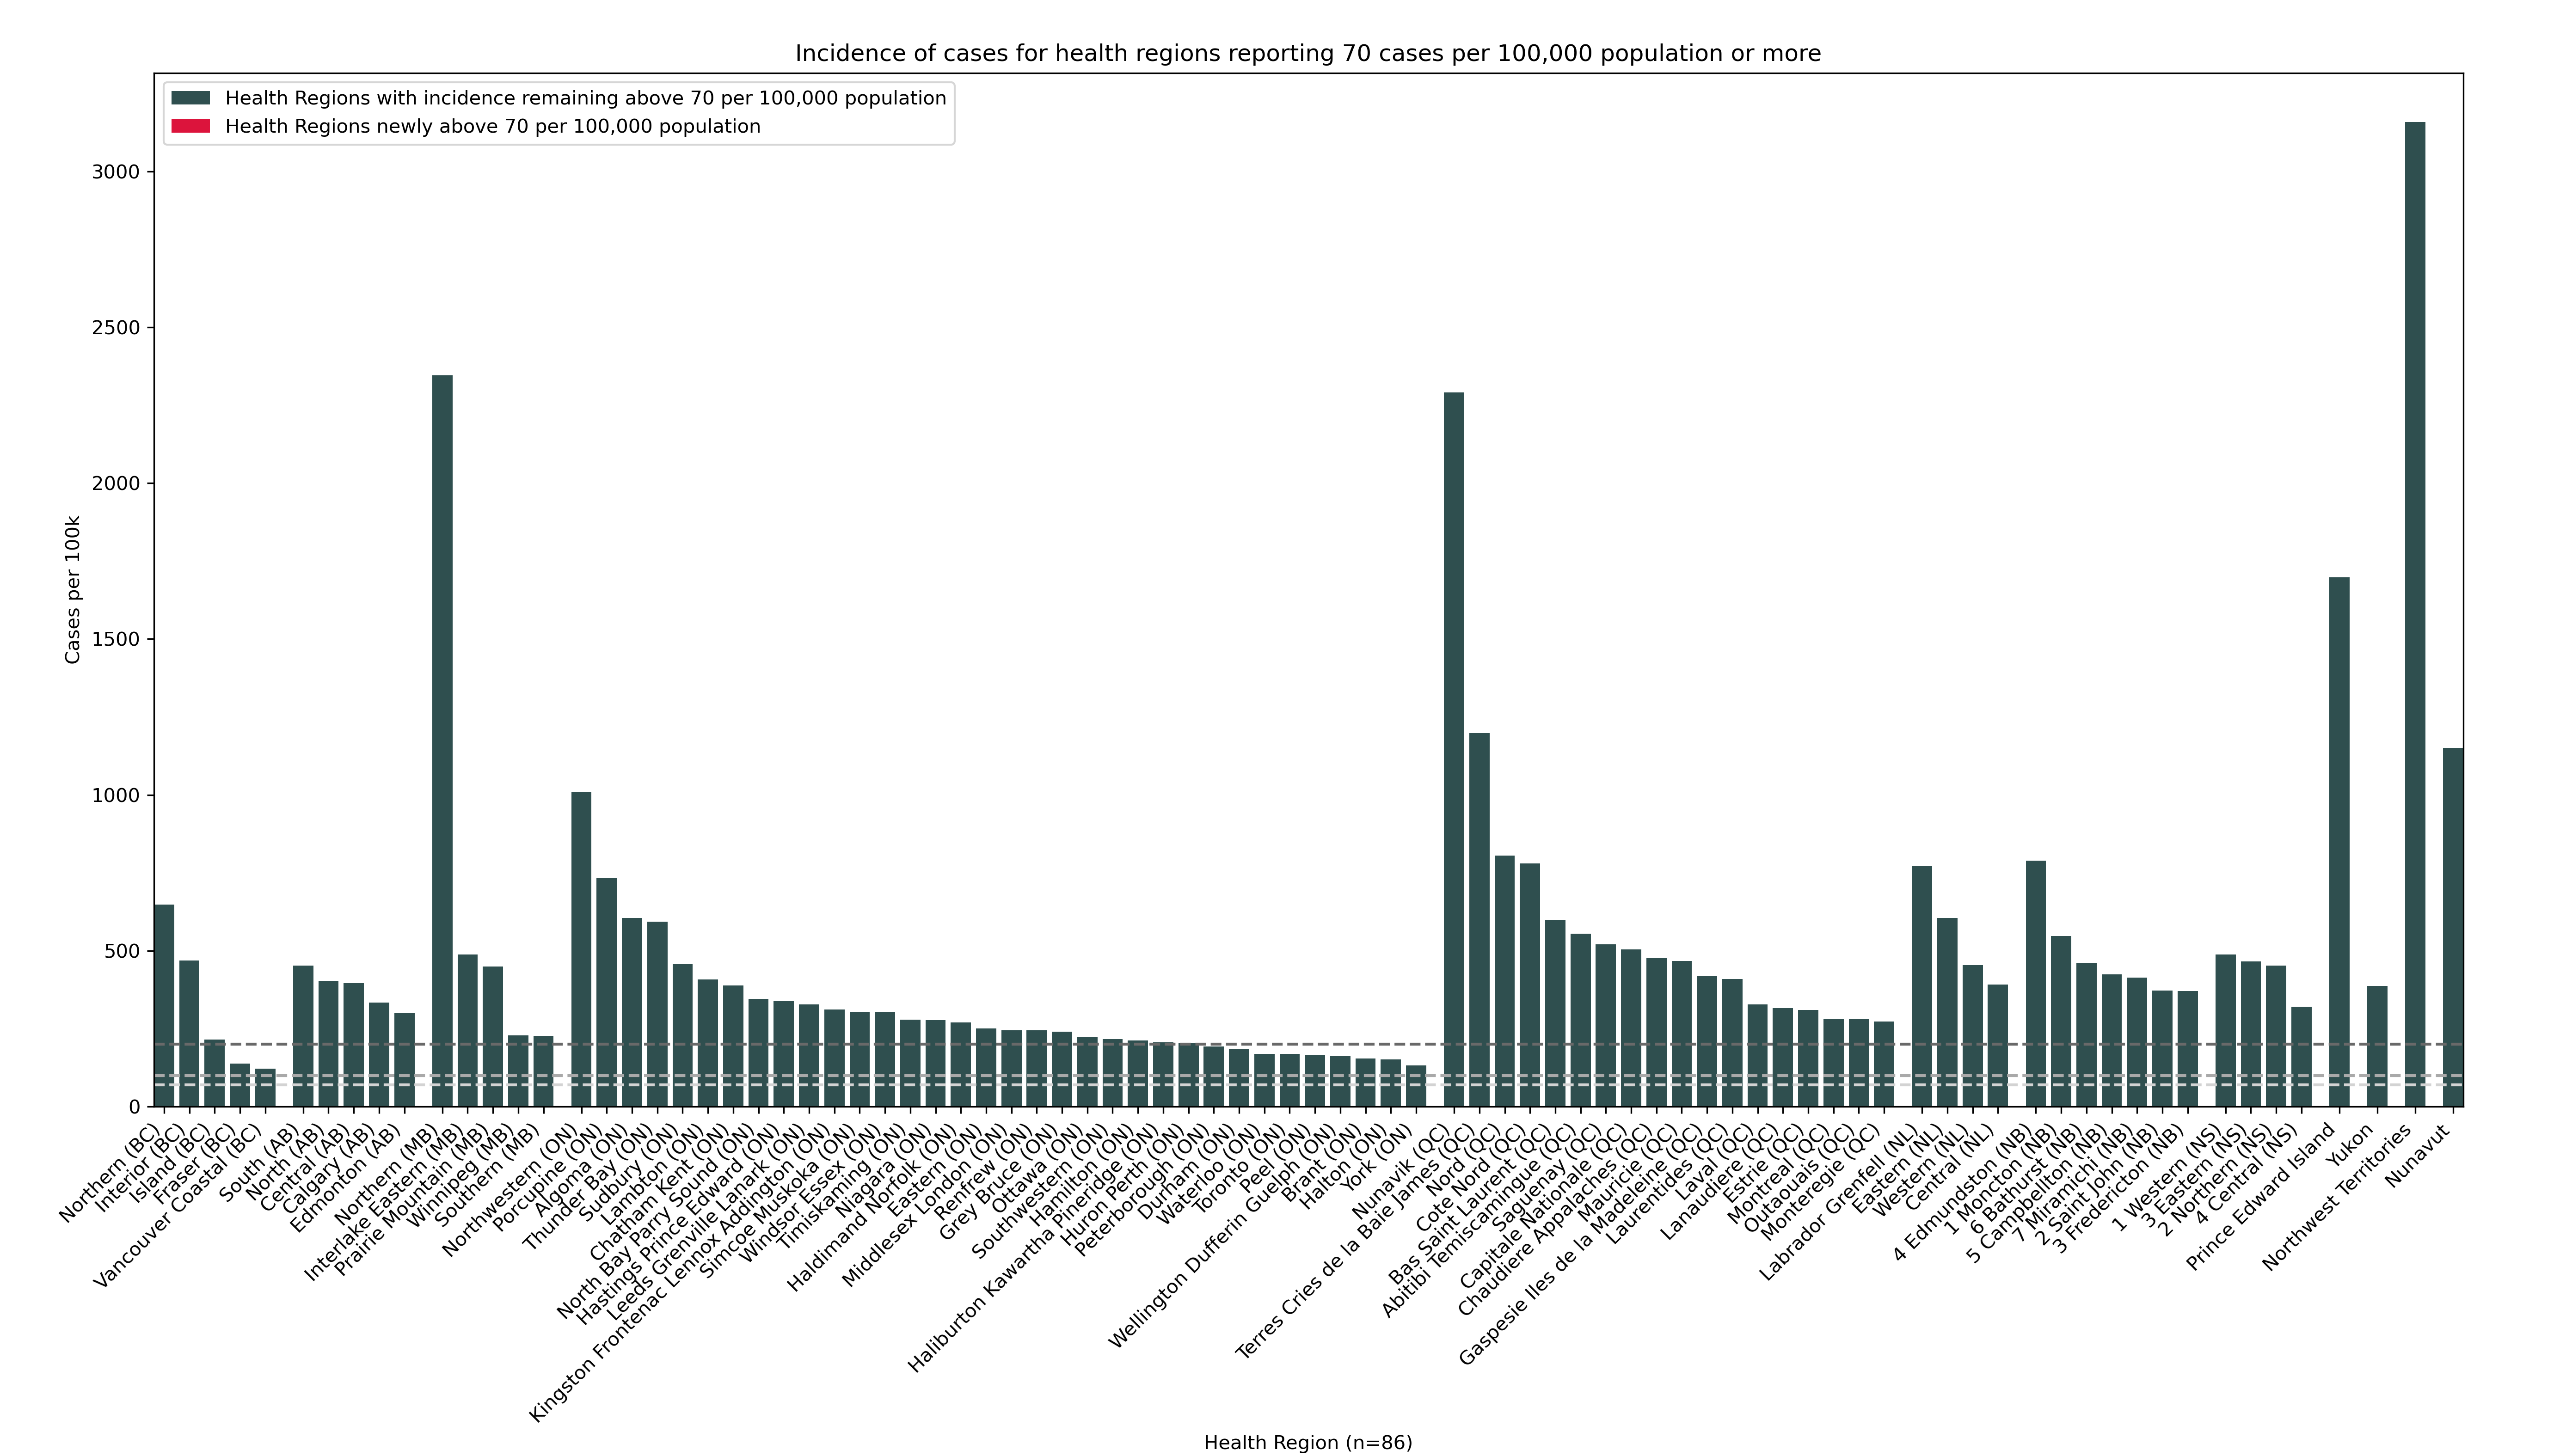 Incidence of cases for health regions reporting 70 cases per 100,000 population or more
Health Regions with incidence remaining above 70 per 100,000 population
Health Regions newly above 70 per 100,000 population
3000
2500
2000
1500
1000
500
0
Cases per 100k
Northern (BC)
Interior (BC)
Island (BC)
Fraser (BC)
Vancouver Coastal (BC)
South (AB)
North (AB)
Central (AB)
Calgary (AB)
Edmonton (AB)
Northern (MB)
Interlake Eastern (MB)
Prairie Mountain (MB)
Winnipeg (MB)
Southern (MB)
Northwestern (ON)
Porcupine (ON)
Algoma (ON)
Thunder Bay (ON)
Sudbury (ON)
Lambton (ON)
Chatham Kent (ON)
North Bay Parry Sound (ON)
Hastings Prince Edward (ON)
Leeds Grenville Lanark (ON)
Kingston Frontenac Lennox Addington (ON)
Simcoe Muskoka (ON)
Windsor Essex (ON)
Timiskaming (ON)
Niagara (ON)
Haldimand Norfolk (ON)
Eastern (ON)
Middlesex London (ON)
Renfrew (ON)
Grey Bruce (ON)
Ottawa (ON)
Southwestern (ON)
Hamilton (ON)
Haliburton Kawartha Pineridge (ON)
Huron Perth (ON)
Peterborough (ON)
Durham (ON)
Waterloo (ON)
Toronto (ON)
Peel (ON)
Wellington Dufferin Guelph (ON)
Brant (ON)
Halton (ON)
York (ON)
Nunavik (QC)
Terres Cries de la Baie James (QC)
Nord (QC)
Cote Nord (QC)
Bas Saint Laurent (QC)
Abitibi Temiscamingue (QC)
Saguenay (QC)
Capitale Nationale (QC)
Chaudiere Appalaches (QC)
Mauricie (QC)
Gaspesie Iles de la Madeleine (QC)
Laurentides (QC)
Laval (QC)
Lanaudiere (QC)
Estrie (QC)
Montreal (QC)
Outaouais (QC)
Monteregie (QC)
Labrador Grenfell (NL)
Eastern (NL)
Western (NL)
Central (NL)
4 Edmundston (NB)
1 Moncton (NB)
6 Bathurst (NB)
5 Campbellton (NB)
7 Miramichi (NB)
2 Saint John (NB)
3 Fredericton (NB)
1 Western (NS)
3 Eastern (NS)
2 Northern (NS)
4 Central (NS)
Prince Edward Island
Yukon
Northwest Territories
Nunavut
Health Region (n=86)